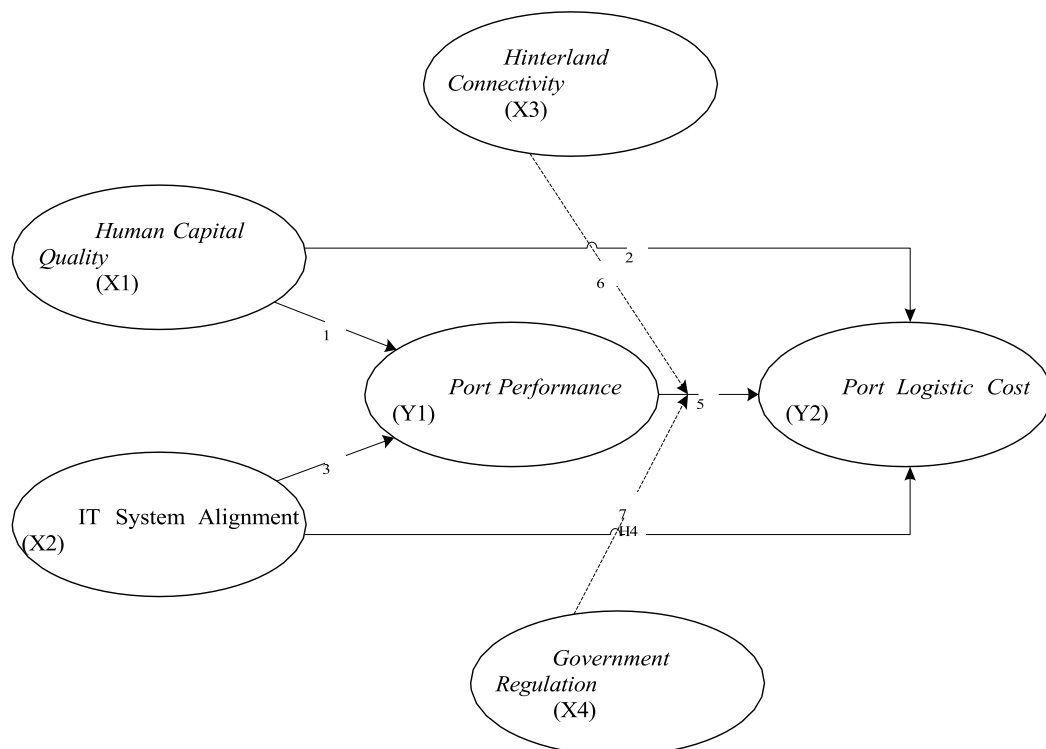 Hinterland
Connectivity
(X3)
Human Capital
Quality
(X1)
2
6
1
Port Performance
(Y1)
5
Port Logistic Cost
(Y2)
3
IT System Alignment
(X2)
7
H4
Government
Regulation
(X4)